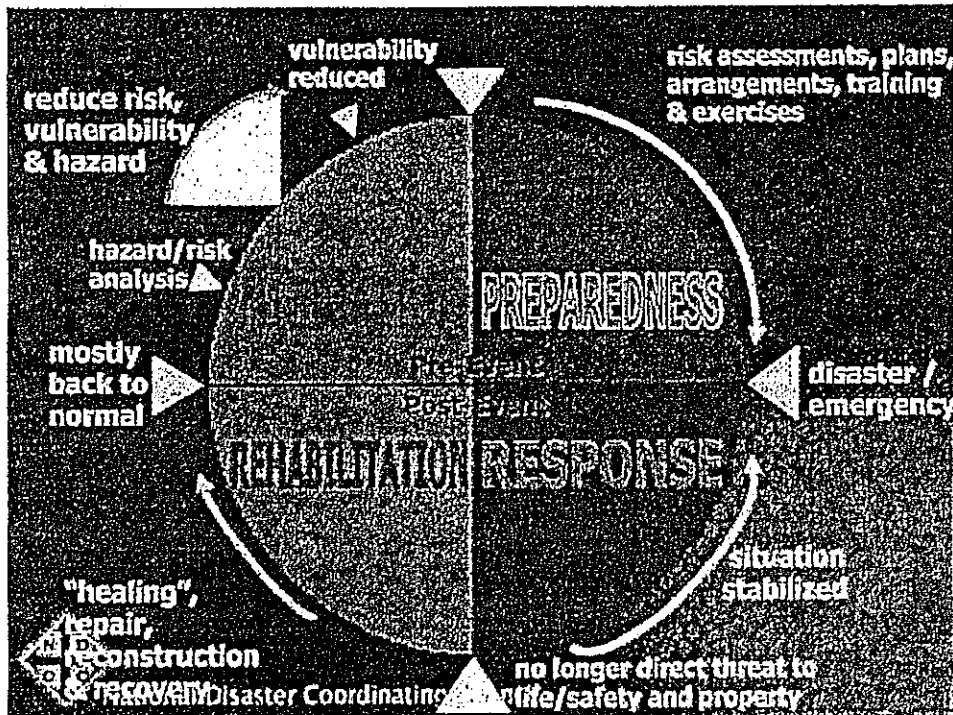 vulnerability
reduced
risk assessments, plans,
arrangements, training
& exercises
reduce risk,
vulnerability
& hazard
hazard/risk
analysis
PREPAREDNESS
mostly
back to
normal
Pre-Event
Post-Event
disaster /
emergency
REHABILITATION
RESPONSE
situation
stabilized
"healing",
repair,
reconstruction
& recovery
no longer direct threat to
life/safety and property
National Disaster Coordinating